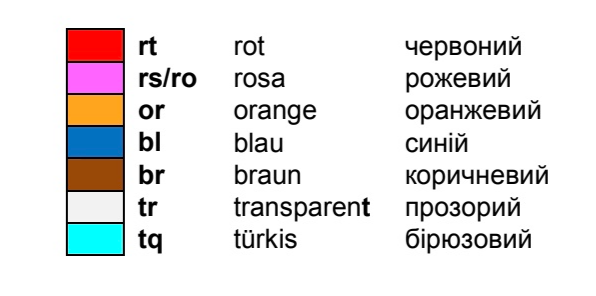 rt rot червоний
rs/ro rosa рожевий
or orange оранжевий
bl blau синій
br braun коричневий
tr transparent прозорий
tq türkis бірюзовий